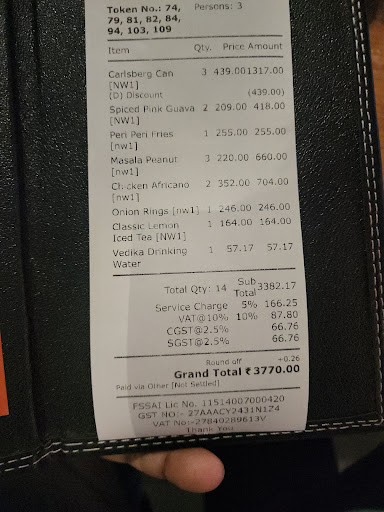 Token No.: 74, Persons: 3
79, 81, 82, 84,
94, 103, 109
Item Qty. Price Amount
Carlsberg Can 3 439.00 1317.00
[NW1]
(D) Discount (439.00)
Spiced Pink Guava 2 209.00 418.00
[NW1]
Peri Peri Fries 1 255.00 255.00
[nw1]
Masala Peanut 3 220.00 660.00
[nw1]
Chicken Africano 2 352.00 704.00
[nw1]
Onion Rings [nw1] 1 246.00 246.00
Classic Lemon 1 164.00 164.00
Iced Tea [NW1]
Vedika Drinking 1 57.17 57.17
Water
Total Qty: 14 Sub Total 3382.17
Service Charge 5% 166.25
VAT@10% 10% 87.80
CGST@2.5% 66.76
SGST@2.5% 66.76
Round off +0.26
Grand Total ₹ 3770.00
Paid via Other [Not Settled]
FSSAI Lic No. 11514007000420
GST NO:- 27AAACY2431N1Z4
VAT No:-27840289613V
Thank You